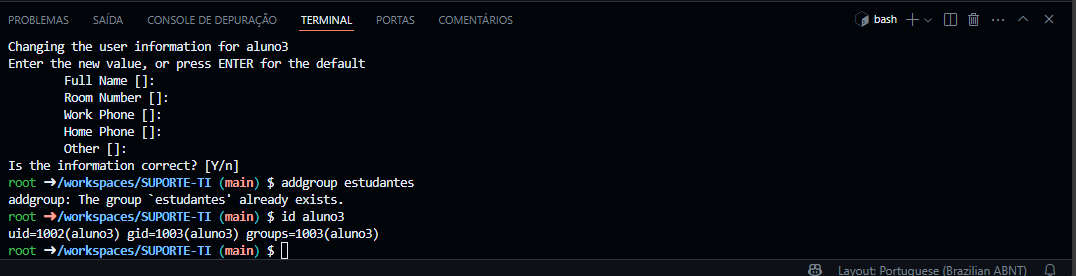 PROBLEMAS SAÍDA CONSOLE DE DEPURAÇÃO TERMINAL PORTAS COMENTÁRIOS bash
Changing the user information for aluno3
Enter the new value, or press ENTER for the default
Full Name []:
Room Number []:
Work Phone []:
Home Phone []:
Other []:
Is the information correct? [Y/n]
root ➜/workspaces/SUPORTE-TI (main) $ addgroup estudantes
addgroup: The group `estudantes' already exists.
root ➜/workspaces/SUPORTE-TI (main) $ id aluno3
uid=1002(aluno3) gid=1003(aluno3) groups=1003(aluno3)
root ➜/workspaces/SUPORTE-TI (main) $
Layout: Portuguese (Brazilian ABNT)